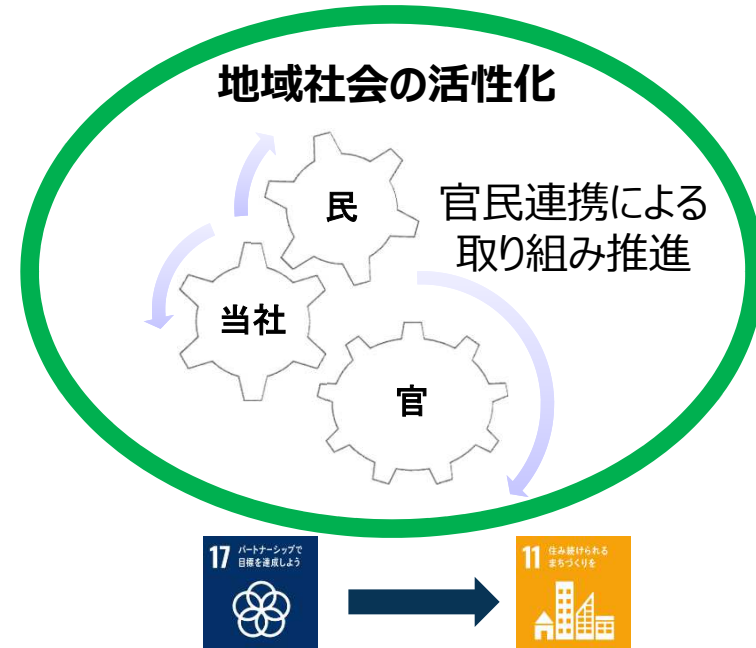 地域社会の活性化
民
官民連携による
取り組み推進
当社
官
17 パートナーシップで
目標を達成しよう
11 住み続けられる
まちづくりを